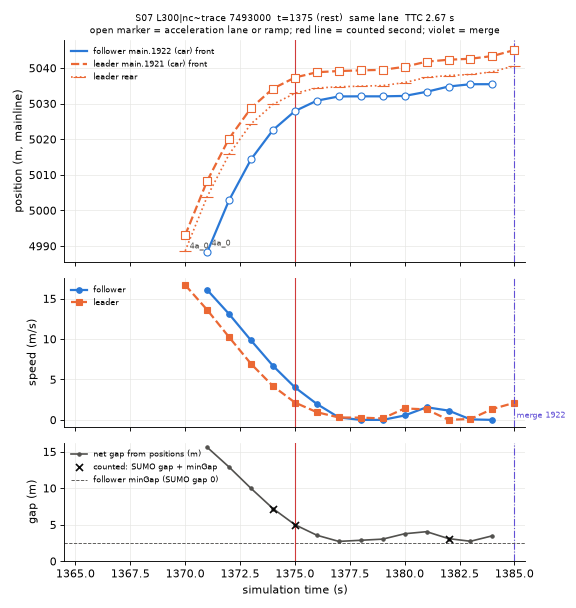 S07 L300|nc~trace 7493000  t=1375 (rest)  same lane  TTC 2.67 s
open marker = acceleration lane or ramp; red line = counted second; violet = merge
follower main.1922 (car) front
leader main.1921 (car) front
leader rear
position (m, mainline)
5040
5030
5020
5010
5000
4990
4a_0
4a_0
follower
leader
speed (m/s)
15
10
5
0
merge 1922
net gap from positions (m)
counted: SUMO gap + minGap
follower minGap (SUMO gap 0)
gap (m)
15
10
5
0
1365.0 1367.5 1370.0 1372.5 1375.0 1377.5 1380.0 1382.5 1385.0
simulation time (s)